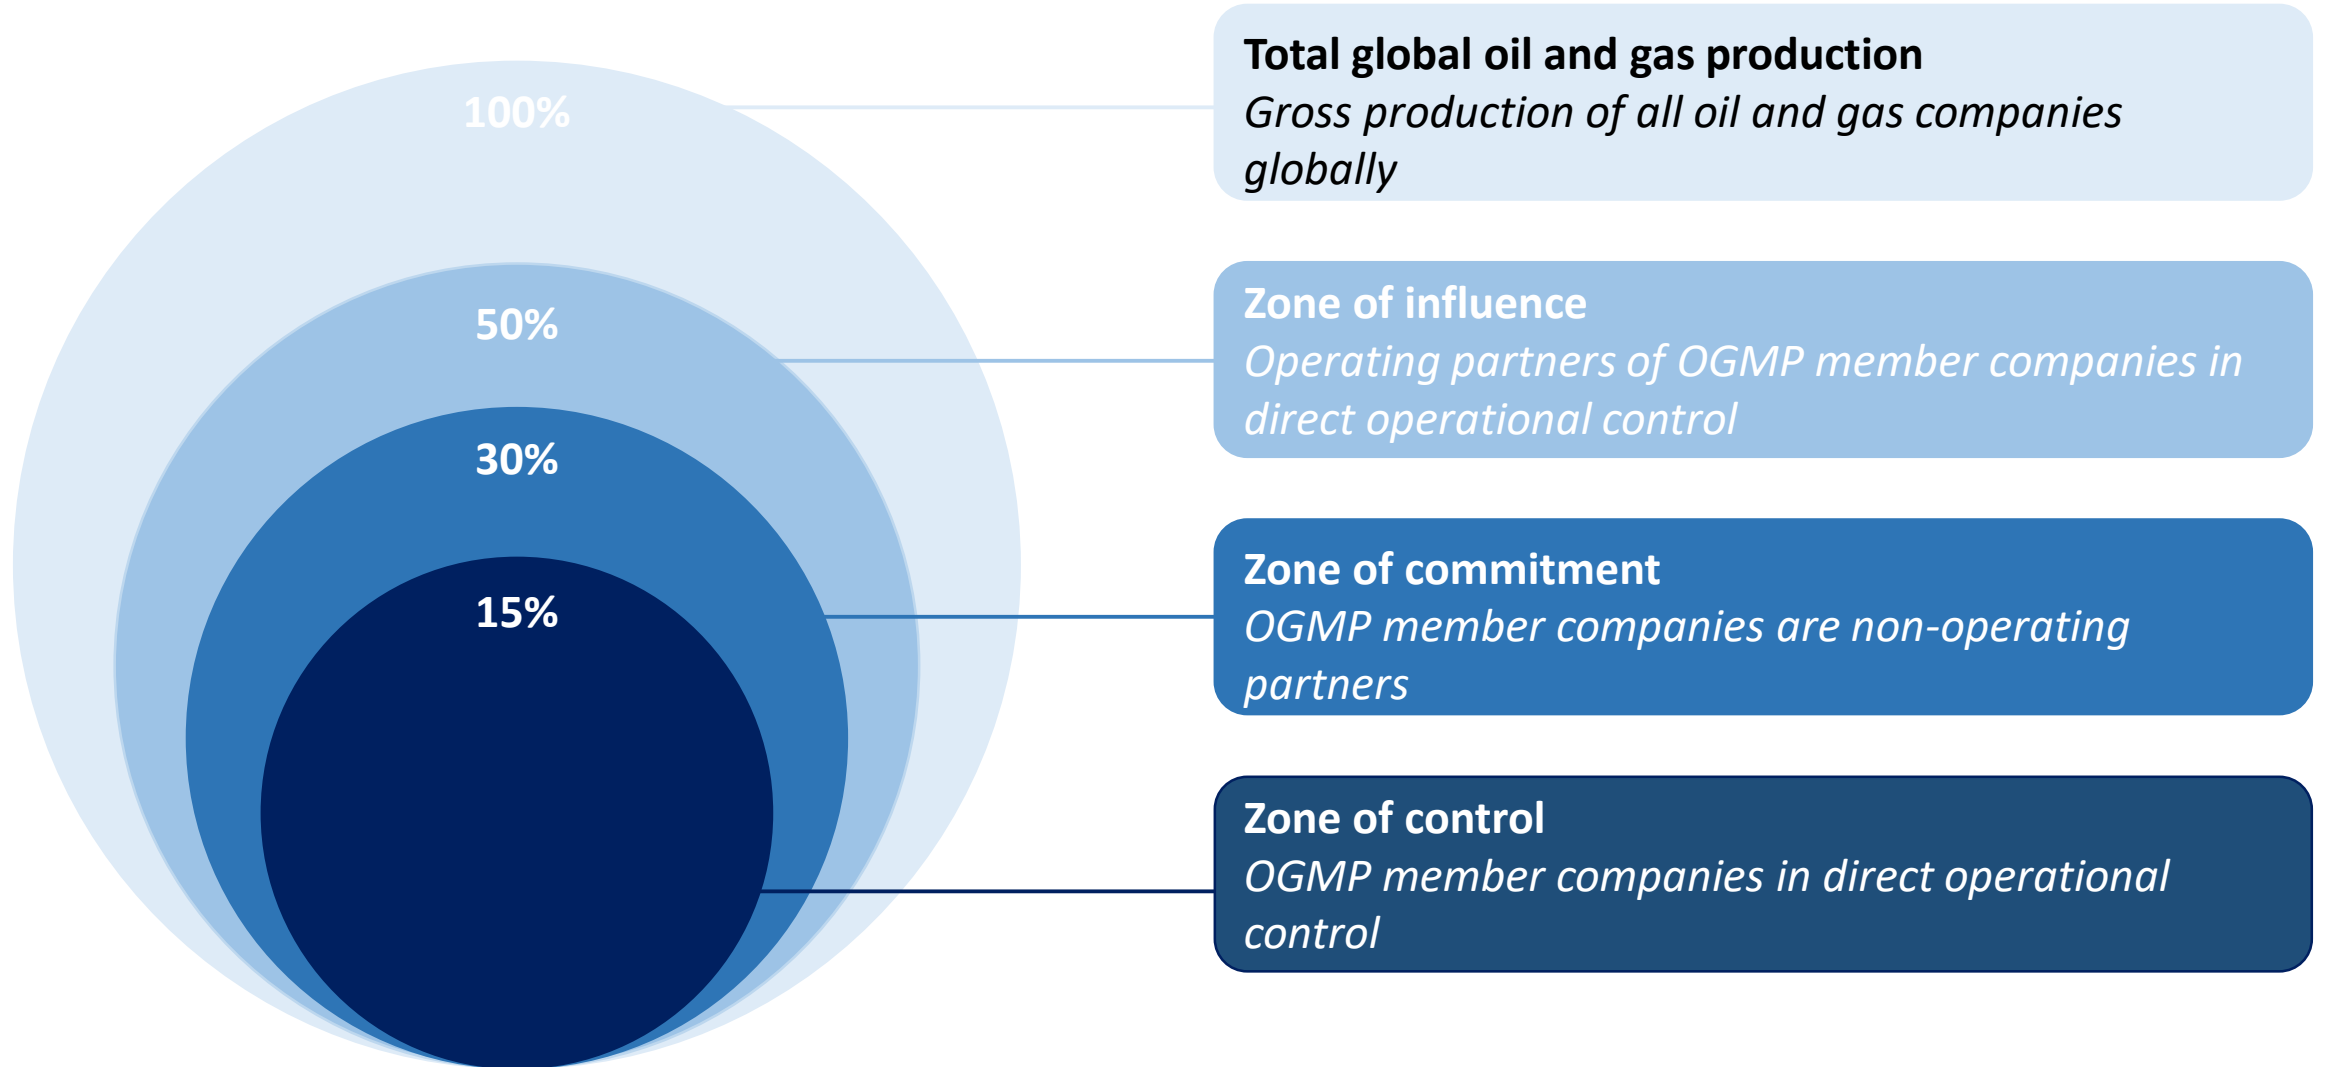 100%
Total global oil and gas production
Gross production of all oil and gas companies
globally
50%
Zone of influence
Operating partners of OGMP member companies in
direct operational control
30%
Zone of commitment
OGMP member companies are non-operating
partners
15%
Zone of control
OGMP member companies in direct operational
control